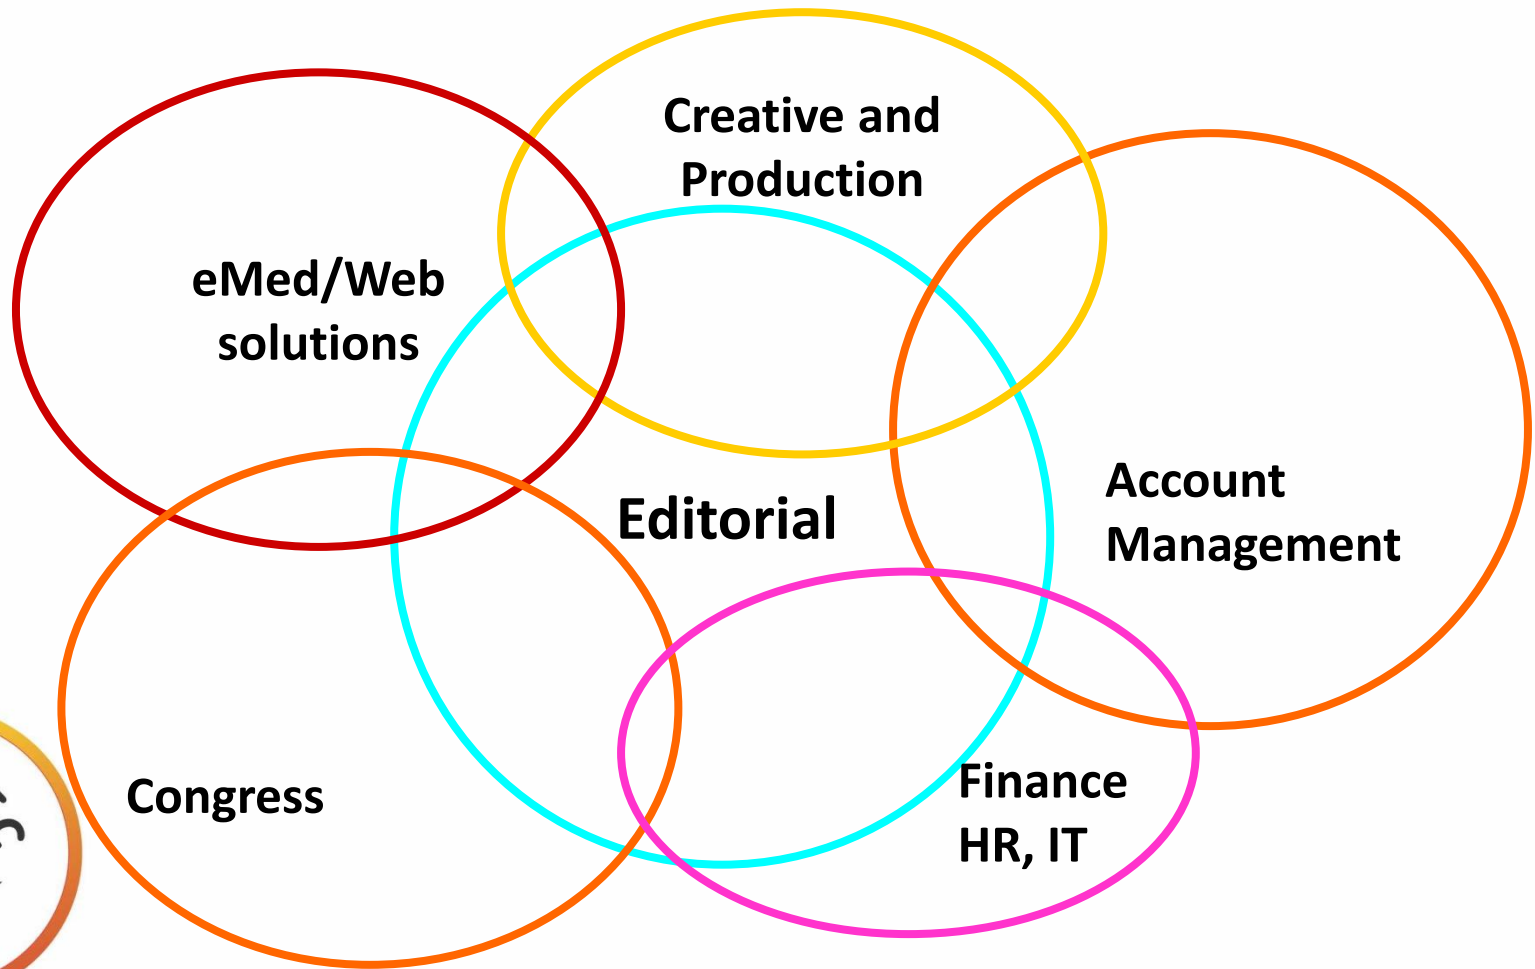 Creative and
Production
eMed/Web
solutions
Account
Management
Editorial
Congress
Finance
HR, IT